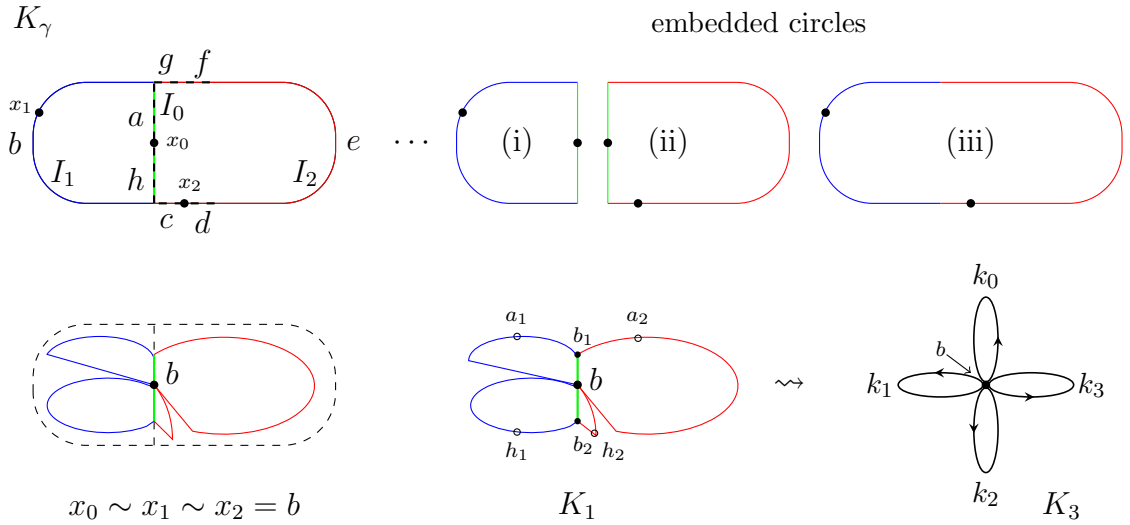 K_γ
embedded circles
g f
x_1 a I_0
b x_0 e ⋯ (i) (ii) (iii)
I_1 h x_2 I_2
c d
a_1 a_2 k_0
b_1 b
b b ⇝ k_1 k_3
b_2
h_1 h_2
k_2
x_0 ∼ x_1 ∼ x_2 = b K_1 K_3